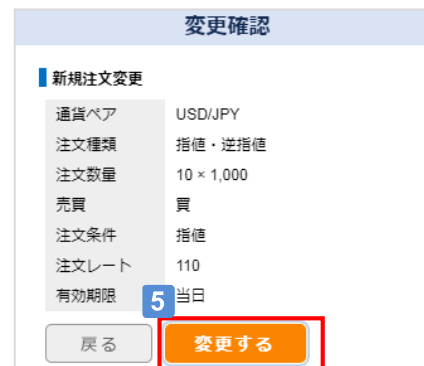 変更確認
新規注文変更
通貨ペア USD/JPY
注文種類 指値・逆指値
注文数量 10 × 1,000
売買 買
注文条件 指値
注文レート 110
有効期限 5 当日
戻る 変更する